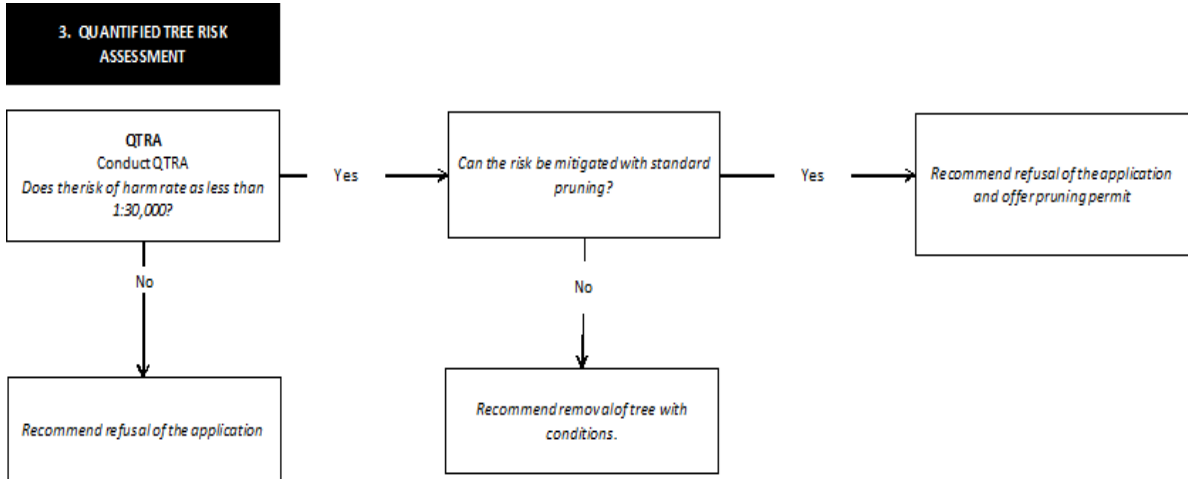 3. QUANTIFIED TREE RISK
ASSESSMENT
QTRA
Conduct QTRA
Does the risk of harm rate as less than
1:30,000?
Yes
Can the risk be mitigated with standard
pruning?
Yes
Recommend refusal of the application
and offer pruning permit
No
No
Recommend refusal of the application
Recommend removal of tree with
conditions.